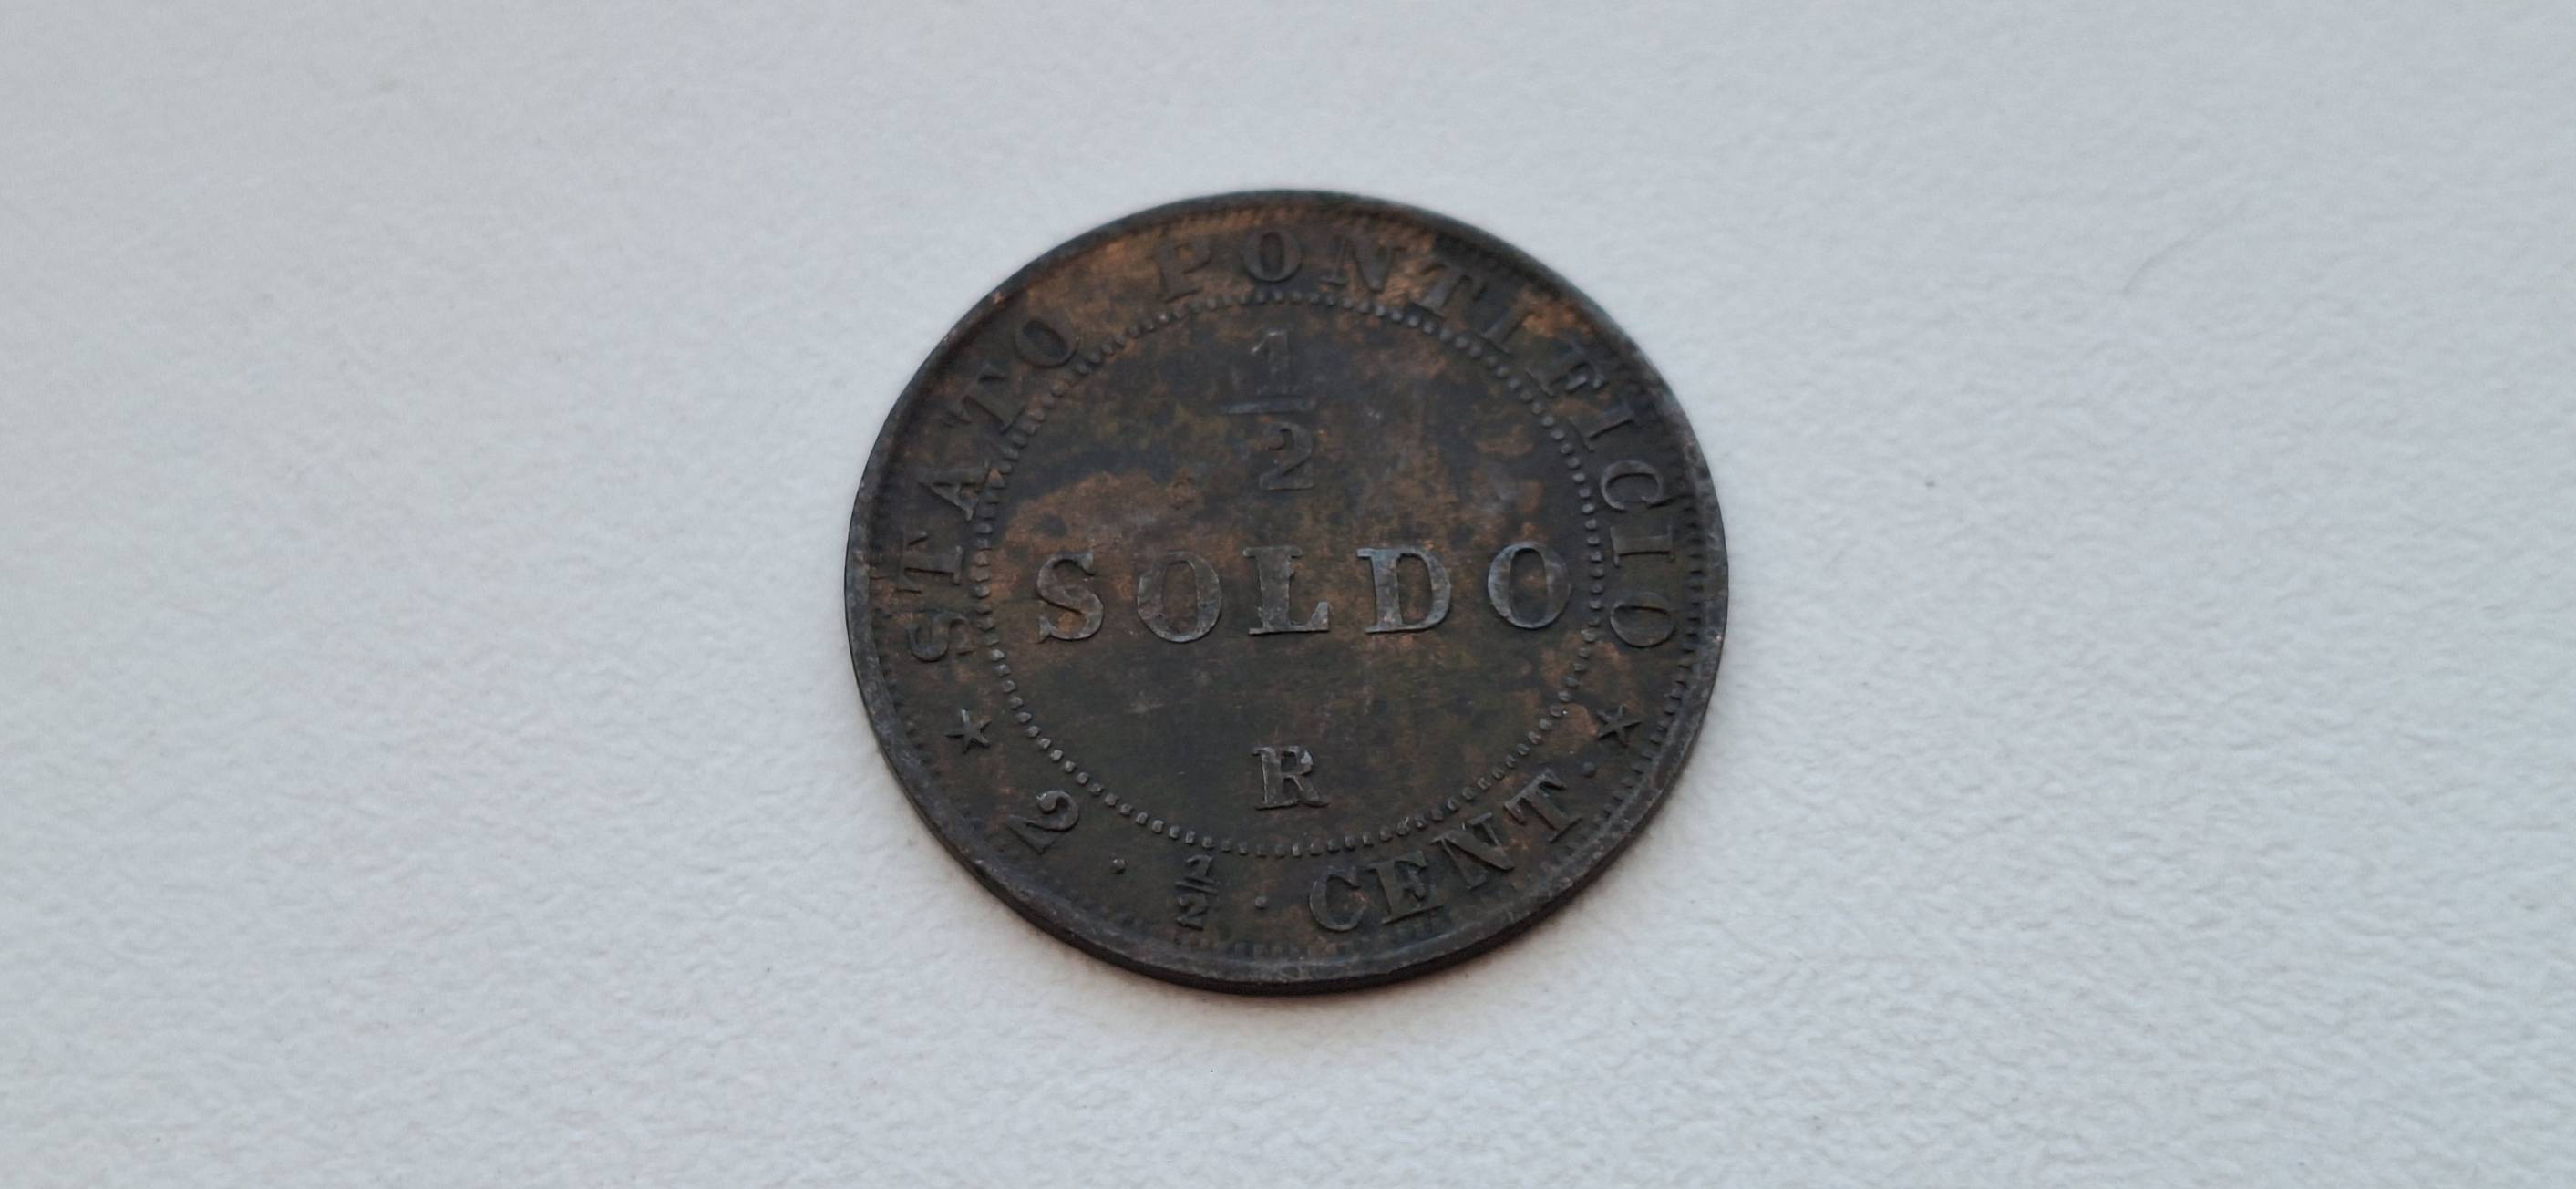 STATO PONTIFICIO
1/2
SOLDO
R
★ 2 · 1/2 · CENT · ★